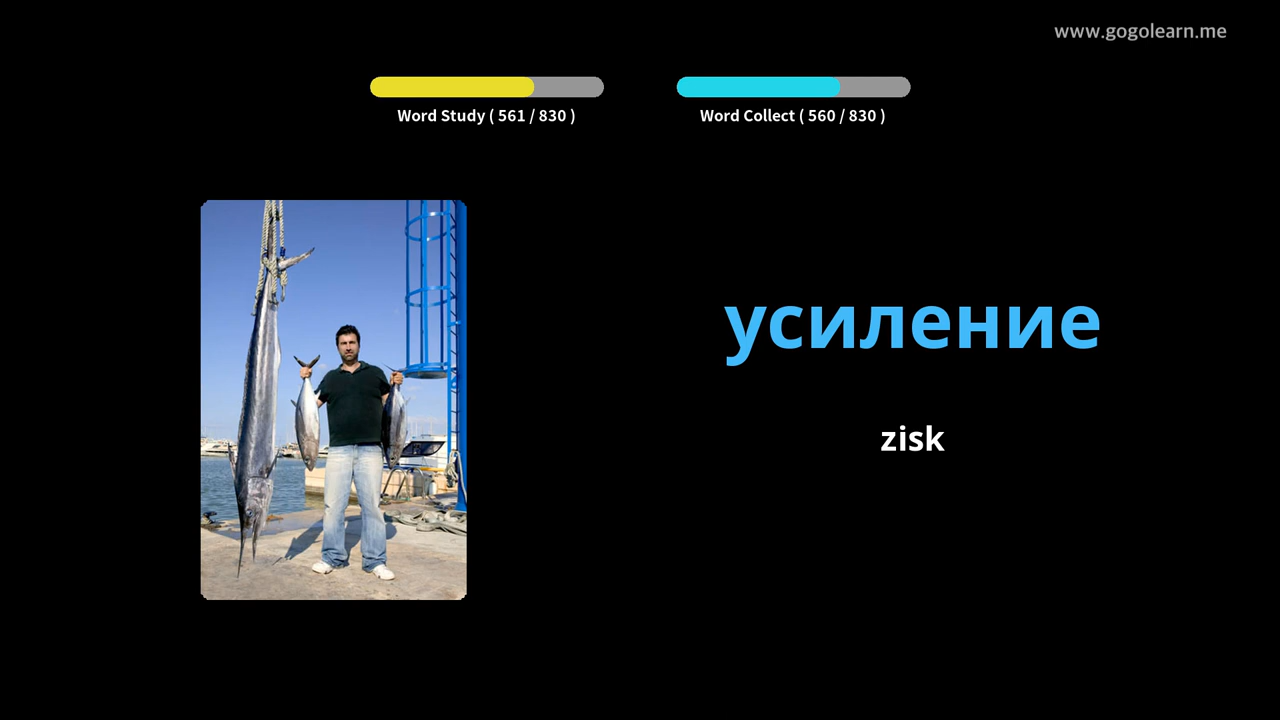 www.gogolearn.me
Word Study ( 561 / 830 )
Word Collect ( 560 / 830 )
усиление
zisk